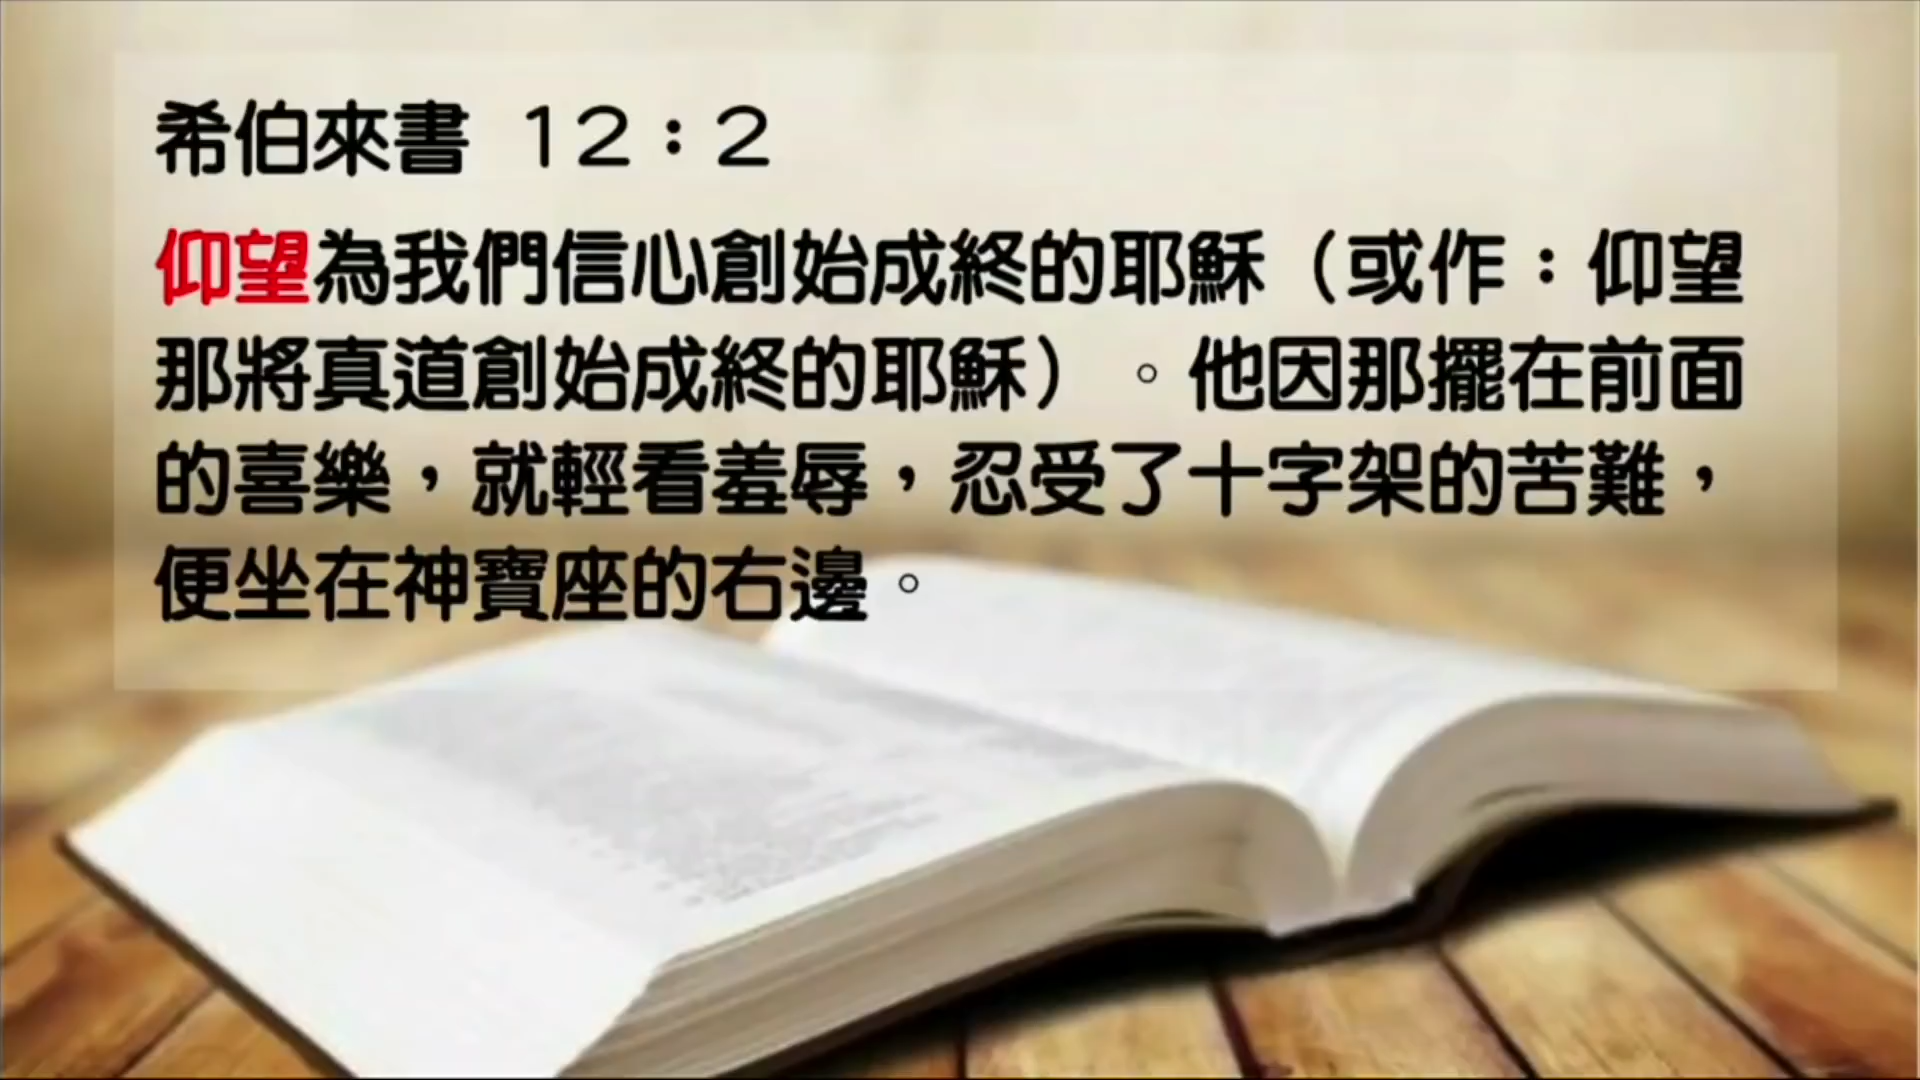 希伯來書 12：2
仰望為我們信心創始成終的耶穌（或作：仰望
那將真道創始成終的耶穌）。他因那擺在前面
的喜樂，就輕看羞辱，忍受了十字架的苦難，
便坐在神寶座的右邊。